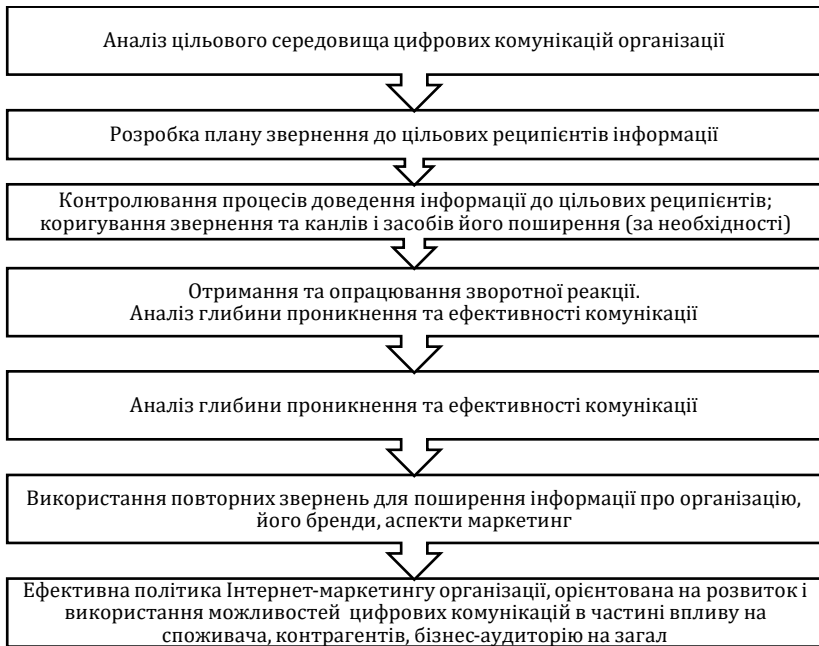 Аналіз цільового середовища цифрових комунікацій організації
Розробка плану звернення до цільових реципієнтів інформації
Контролювання процесів доведення інформації до цільових реципієнтів;
коригування звернення та канлів і засобів його поширення (за необхідності)
Отримання та опрацювання зворотної реакції.
Аналіз глибини проникнення та ефективності комунікації
Аналіз глибини проникнення та ефективності комунікації
Використання повторних звернень для поширення інформації про організацію,
його бренди, аспекти маркетинг
Ефективна політика Інтернет-маркетингу організації, орієнтована на розвиток і
використання можливостей цифрових комунікацій в частині впливу на
споживача, контрагентів, бізнес-аудиторію на загал